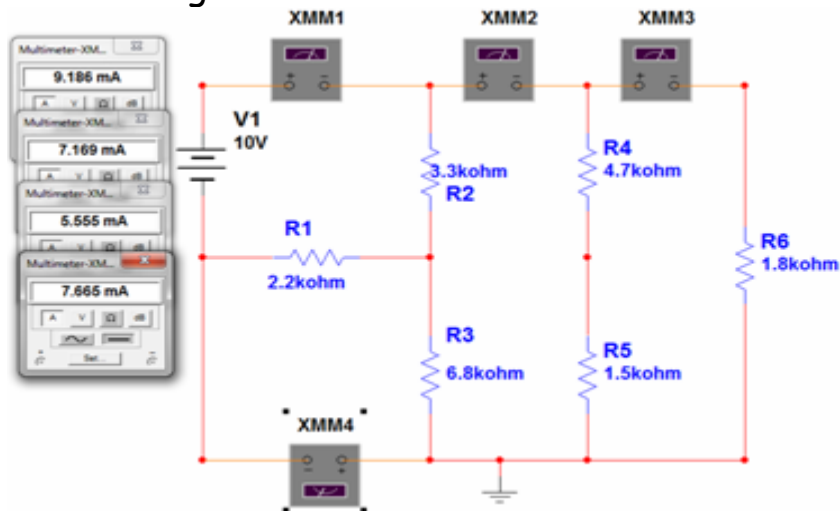 XMM1
XMM2
XMM3
Multimeter-XM...
9.186 mA
A V Ω dB
Multimeter-XM...
7.169 mA
Multimeter-XM...
5.555 mA
A V Ω dB
Multimeter-XM...
7.665 mA
A V Ω dB
Set...
+ -
V1
10V
3.3kohm
R2
R4
4.7kohm
R1
2.2kohm
R6
1.8kohm
R3
6.8kohm
R5
1.5kohm
XMM4